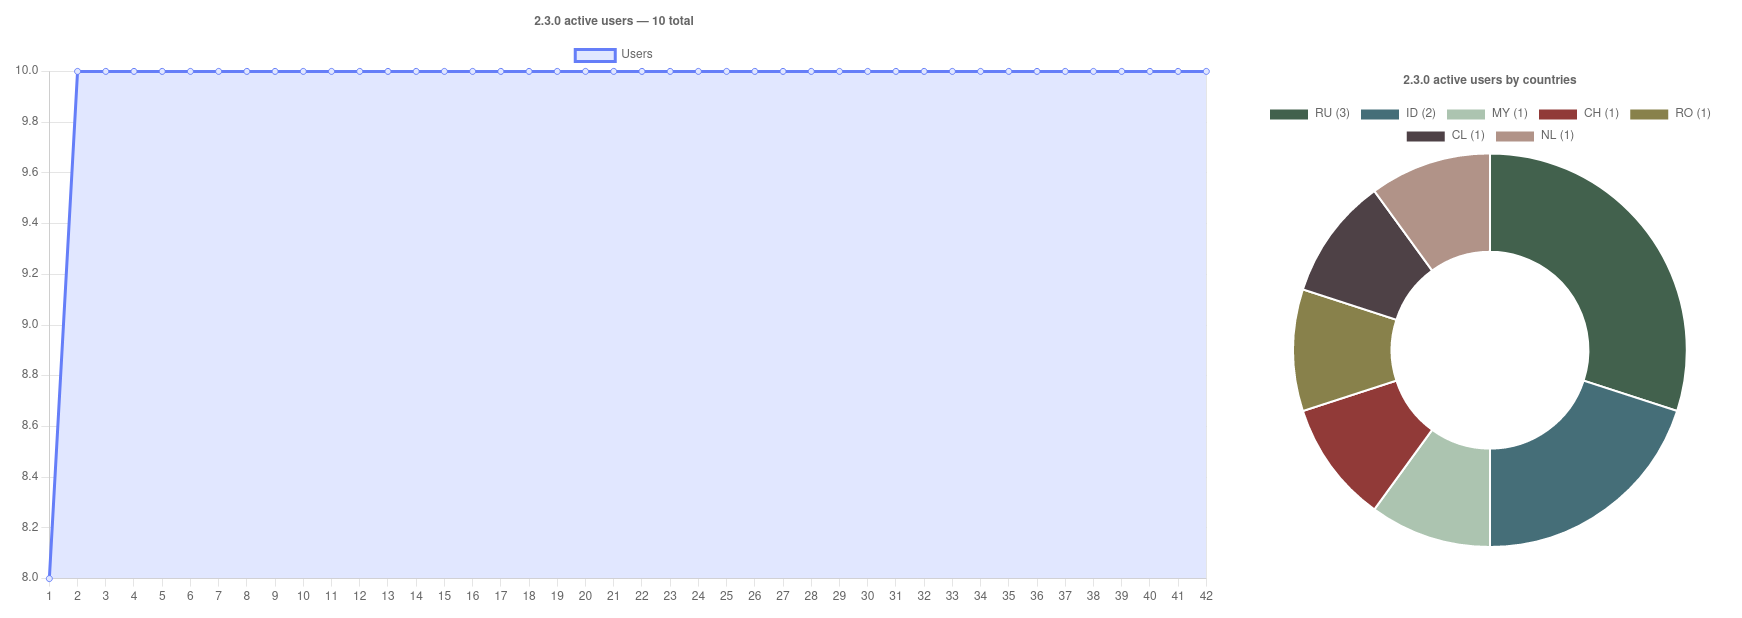 2.3.0 active users — 10 total
Users
10.0
9.8
9.6
9.4
9.2
9.0
8.8
8.6
8.4
8.2
8.0
1 2 3 4 5 6 7 8 9 10 11 12 13 14 15 16 17 18 19 20 21 22 23 24 25 26 27 28 29 30 31 32 33 34 35 36 37 38 39 40 41 42
2.3.0 active users by countries
RU (3) ID (2) MY (1) CH (1) RO (1)
CL (1) NL (1)